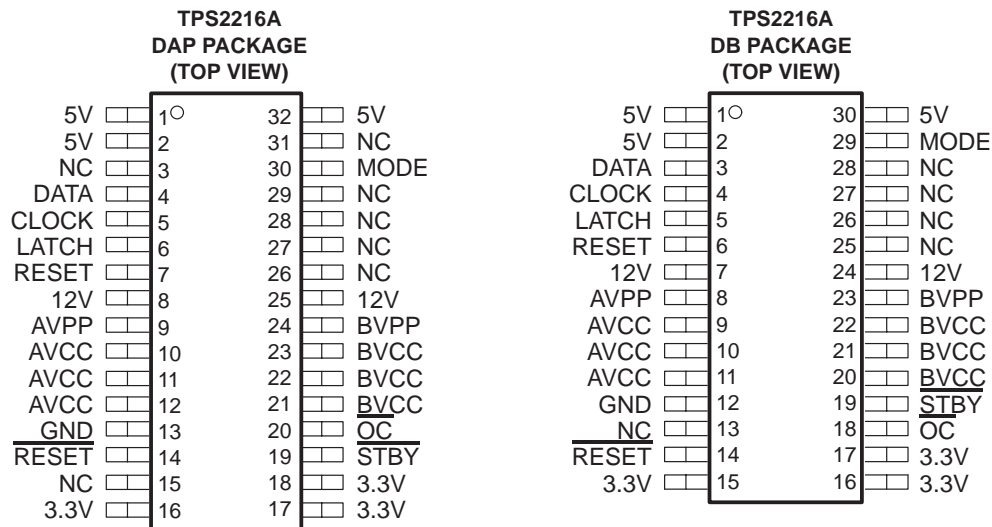 TPS2216A
DAP PACKAGE
(TOP VIEW)
5V 1 32 5V
5V 2 31 NC
NC 3 30 MODE
DATA 4 29 NC
CLOCK 5 28 NC
LATCH 6 27 NC
RESET 7 26 NC
12V 8 25 12V
AVPP 9 24 BVPP
AVCC 10 23 BVCC
AVCC 11 22 BVCC
AVCC 12 21 BVCC
GND 13 20 OC
RESET 14 19 STBY
NC 15 18 3.3V
3.3V 16 17 3.3V
TPS2216A
DB PACKAGE
(TOP VIEW)
5V 1 30 5V
5V 2 29 MODE
DATA 3 28 NC
CLOCK 4 27 NC
LATCH 5 26 NC
RESET 6 25 NC
12V 7 24 12V
AVPP 8 23 BVPP
AVCC 9 22 BVCC
AVCC 10 21 BVCC
AVCC 11 20 BVCC
GND 12 19 STBY
NC 13 18 OC
RESET 14 17 3.3V
3.3V 15 16 3.3V